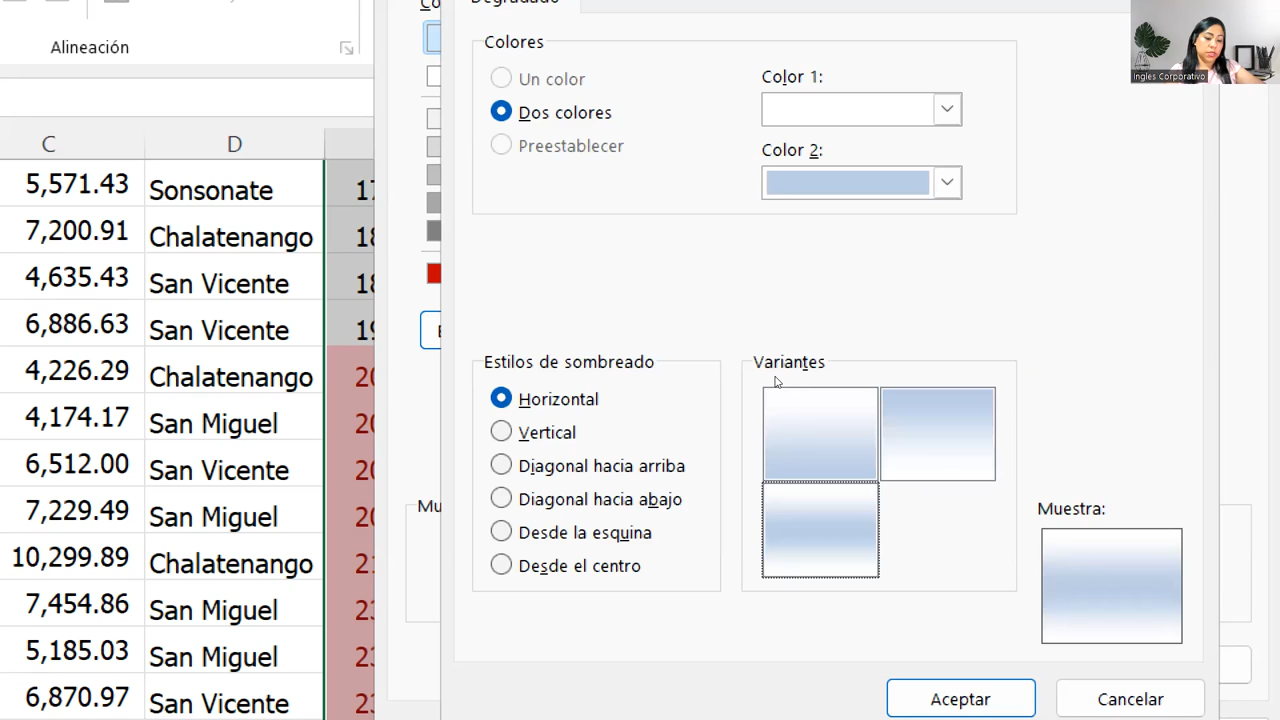 Degradado
Alineación
Colores
Un color
Dos colores
Preestablecer
Color 1:
Color 2:
Ingles Corporativo
C D
5,571.43 Sonsonate
7,200.91 Chalatenango
4,635.43 San Vicente
6,886.63 San Vicente
4,226.29 Chalatenango
4,174.17 San Miguel
6,512.00 San Vicente
7,229.49 San Miguel
10,299.89 Chalatenango
7,454.86 San Miguel
5,185.03 San Miguel
6,870.97 San Vicente
Estilos de sombreado
Horizontal
Vertical
Diagonal hacia arriba
Diagonal hacia abajo
Desde la esquina
Desde el centro
Variantes
Muestra:
Aceptar
Cancelar